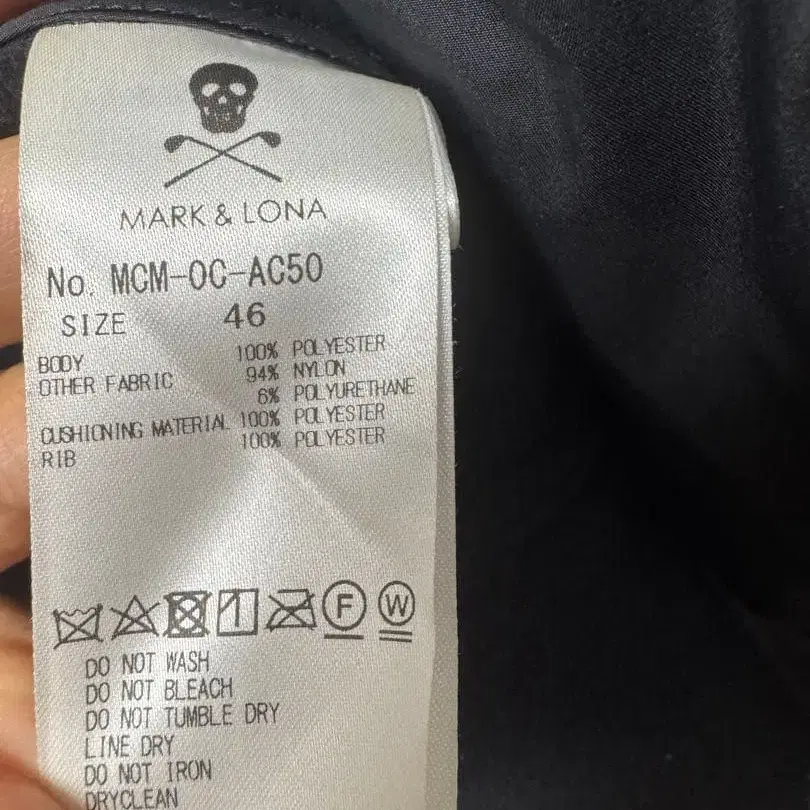 MARK & LONA
No. MCM-OC-AC50
SIZE 46
BODY 100% POLYESTER
OTHER FABRIC 94% NYLON
6% POLYURETHANE
CUSHIONING MATERIAL 100% POLYESTER
RIB 100% POLYESTER
F W
DO NOT WASH
DO NOT BLEACH
DO NOT TUMBLE DRY
LINE DRY
DO NOT IRON
DRYCLEAN